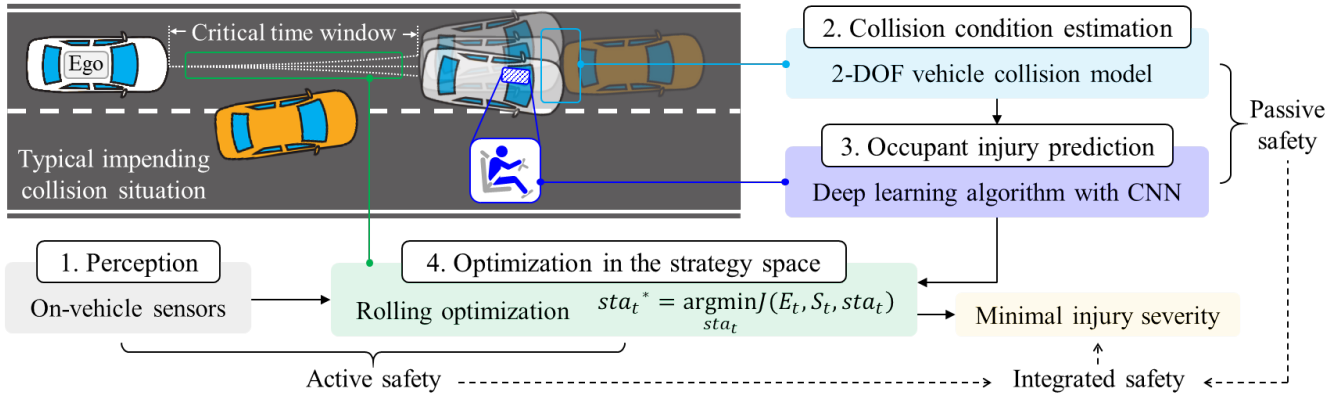 Critical time window
Ego
Typical impending
collision situation
2. Collision condition estimation
2-DOF vehicle collision model
3. Occupant injury prediction
Deep learning algorithm with CNN
Passive
safety
1. Perception
On-vehicle sensors
4. Optimization in the strategy space
Rolling optimization sta_t* = argmin J(E_t, S_t, sta_t)
sta_t
Minimal injury severity
Active safety
Integrated safety